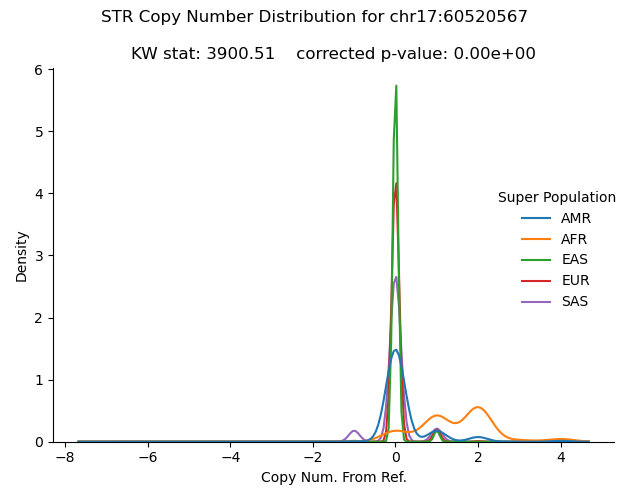 STR Copy Number Distribution for chr17:60520567
KW stat: 3900.51    corrected p-value: 0.00e+00
6
5
4
3
2
1
0
Density
Super Population
AMR
AFR
EAS
EUR
SAS
−8 −6 −4 −2 0 2 4
Copy Num. From Ref.